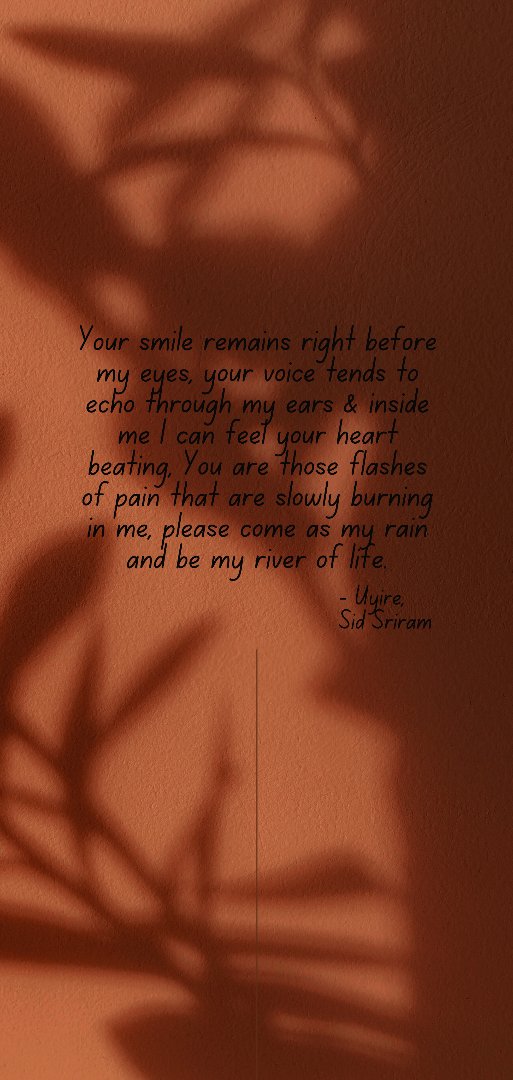 Your smile remains right before
my eyes, your voice tends to
echo through my ears & inside
me I can feel your heart
beating, You are those flashes
of pain that are slowly burning
in me, please come as my rain
and be my river of life.
- Uyire,
Sid Sriram